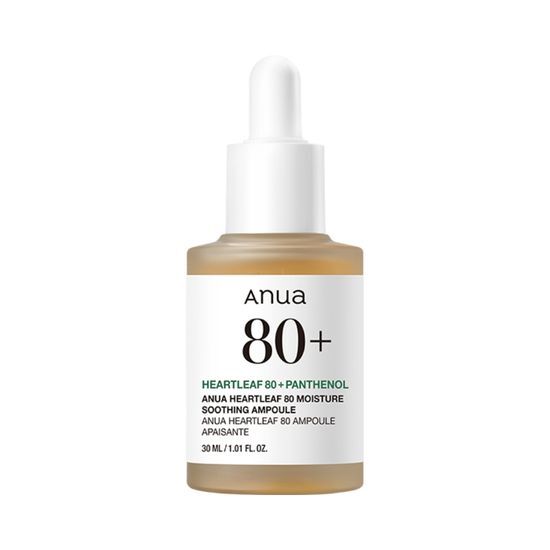 Anua
80+
HEARTLEAF 80+PANTHENOL
ANUA HEARTLEAF 80 MOISTURE
SOOTHING AMPOULE
ANUA HEARTLEAF 80 AMPOULE
APAISANTE
30 ML / 1.01 FL. OZ.